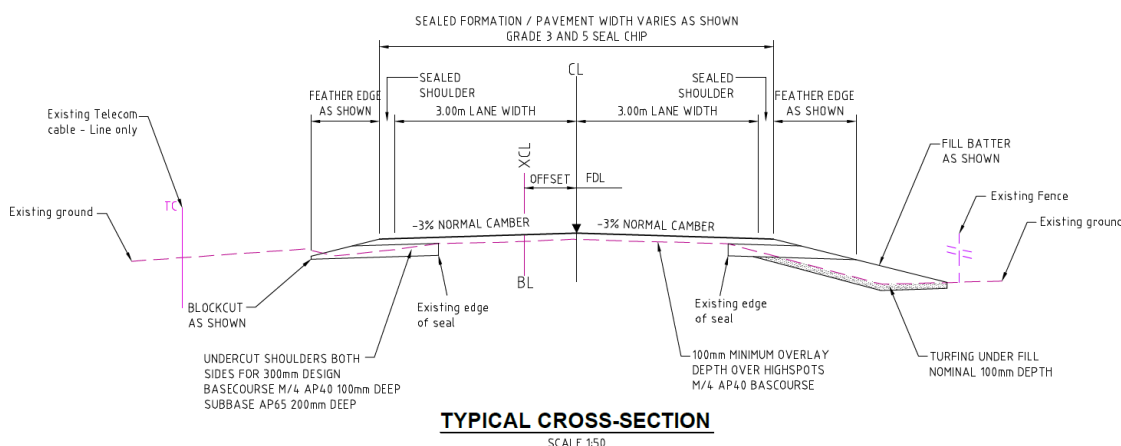 SEALED FORMATION / PAVEMENT WIDTH VARIES AS SHOWN
GRADE 3 AND 5 SEAL CHIP
CL
SEALED
SHOULDER
SEALED
SHOULDER
FEATHER EDGE
AS SHOWN
3.00m LANE WIDTH
3.00m LANE WIDTH
FEATHER EDGE
AS SHOWN
Existing Telecom
cable - Line only
FILL BATTER
AS SHOWN
XCL
OFFSET
FDL
Existing Fence
TC
Existing ground
Existing ground
-3% NORMAL CAMBER
-3% NORMAL CAMBER
BL
BLOCKCUT
AS SHOWN
Existing edge
of seal
Existing edge
of seal
UNDERCUT SHOULDERS BOTH
SIDES FOR 300mm DESIGN
BASECOURSE M/4 AP40 100mm DEEP
SUBBASE AP65 200mm DEEP
100mm MINIMUM OVERLAY
DEPTH OVER HIGHSPOTS
M/4 AP40 BASCOURSE
TURFING UNDER FILL
NOMINAL 100mm DEPTH
TYPICAL CROSS-SECTION
SCALE 1:50